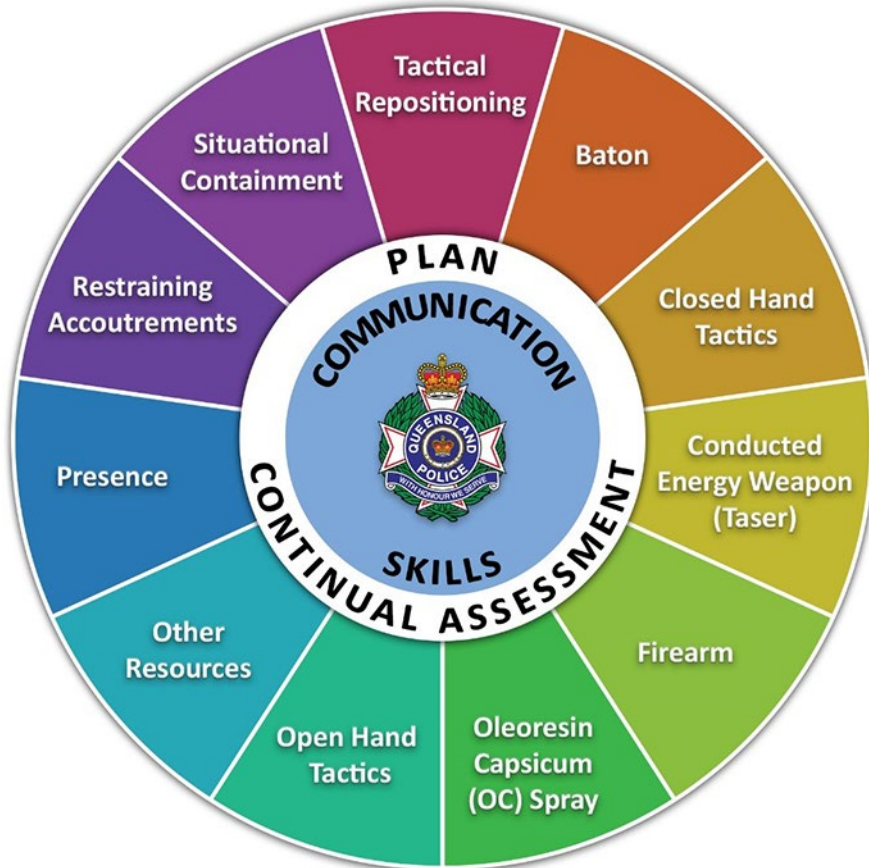 Tactical
Repositioning
Baton
Closed Hand
Tactics
Conducted
Energy Weapon
(Taser)
Firearm
Oleoresin
Capsicum
(OC) Spray
Open Hand
Tactics
Other
Resources
Presence
Restraining
Accoutrements
Situational
Containment
PLAN
CONTINUAL ASSESSMENT
COMMUNICATION
SKILLS
QUEENSLAND
POLICE
WITH HONOUR WE SERVE